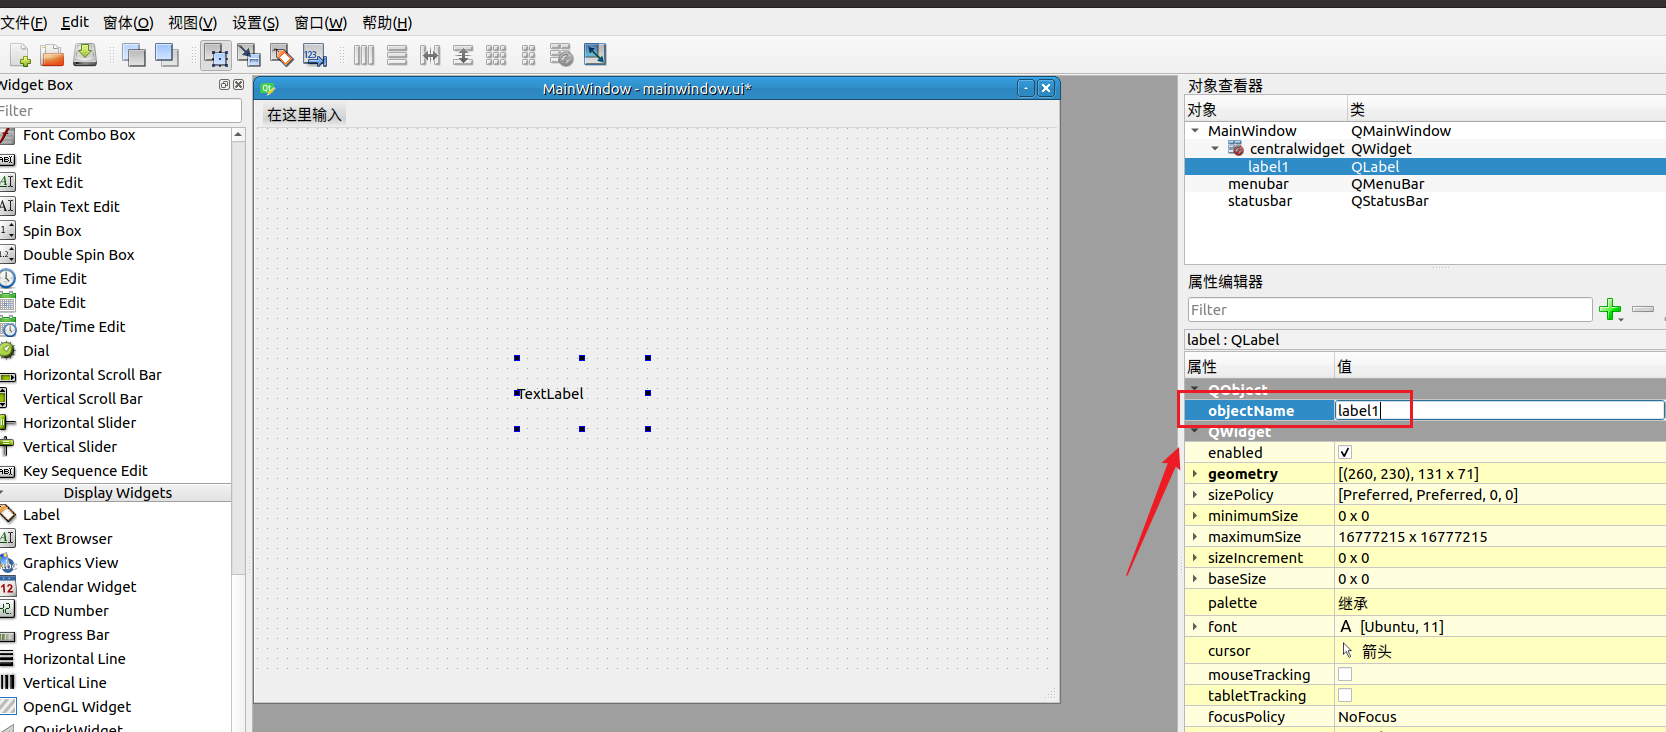 文件(F) Edit 窗体(O) 视图(V) 设置(S) 窗口(W) 帮助(H)
Widget Box
Filter
Font Combo Box
Line Edit
Text Edit
Plain Text Edit
Spin Box
Double Spin Box
Time Edit
Date Edit
Date/Time Edit
Dial
Horizontal Scroll Bar
Vertical Scroll Bar
Horizontal Slider
Vertical Slider
Key Sequence Edit
Display Widgets
Label
Text Browser
Graphics View
Calendar Widget
LCD Number
Progress Bar
Horizontal Line
Vertical Line
OpenGL Widget
QQuickWidget
MainWindow - mainwindow.ui*
在这里输入
TextLabel
对象查看器
对象 类
MainWindow QMainWindow
centralwidget QWidget
label1 QLabel
menubar QMenuBar
statusbar QStatusBar
属性编辑器
Filter
label : QLabel
属性 值
QObject
objectName label1
QWidget
enabled
geometry [(260, 230), 131 x 71]
sizePolicy [Preferred, Preferred, 0, 0]
minimumSize 0 x 0
maximumSize 16777215 x 16777215
sizeIncrement 0 x 0
baseSize 0 x 0
palette 继承
font A [Ubuntu, 11]
cursor 箭头
mouseTracking
tabletTracking
focusPolicy NoFocus